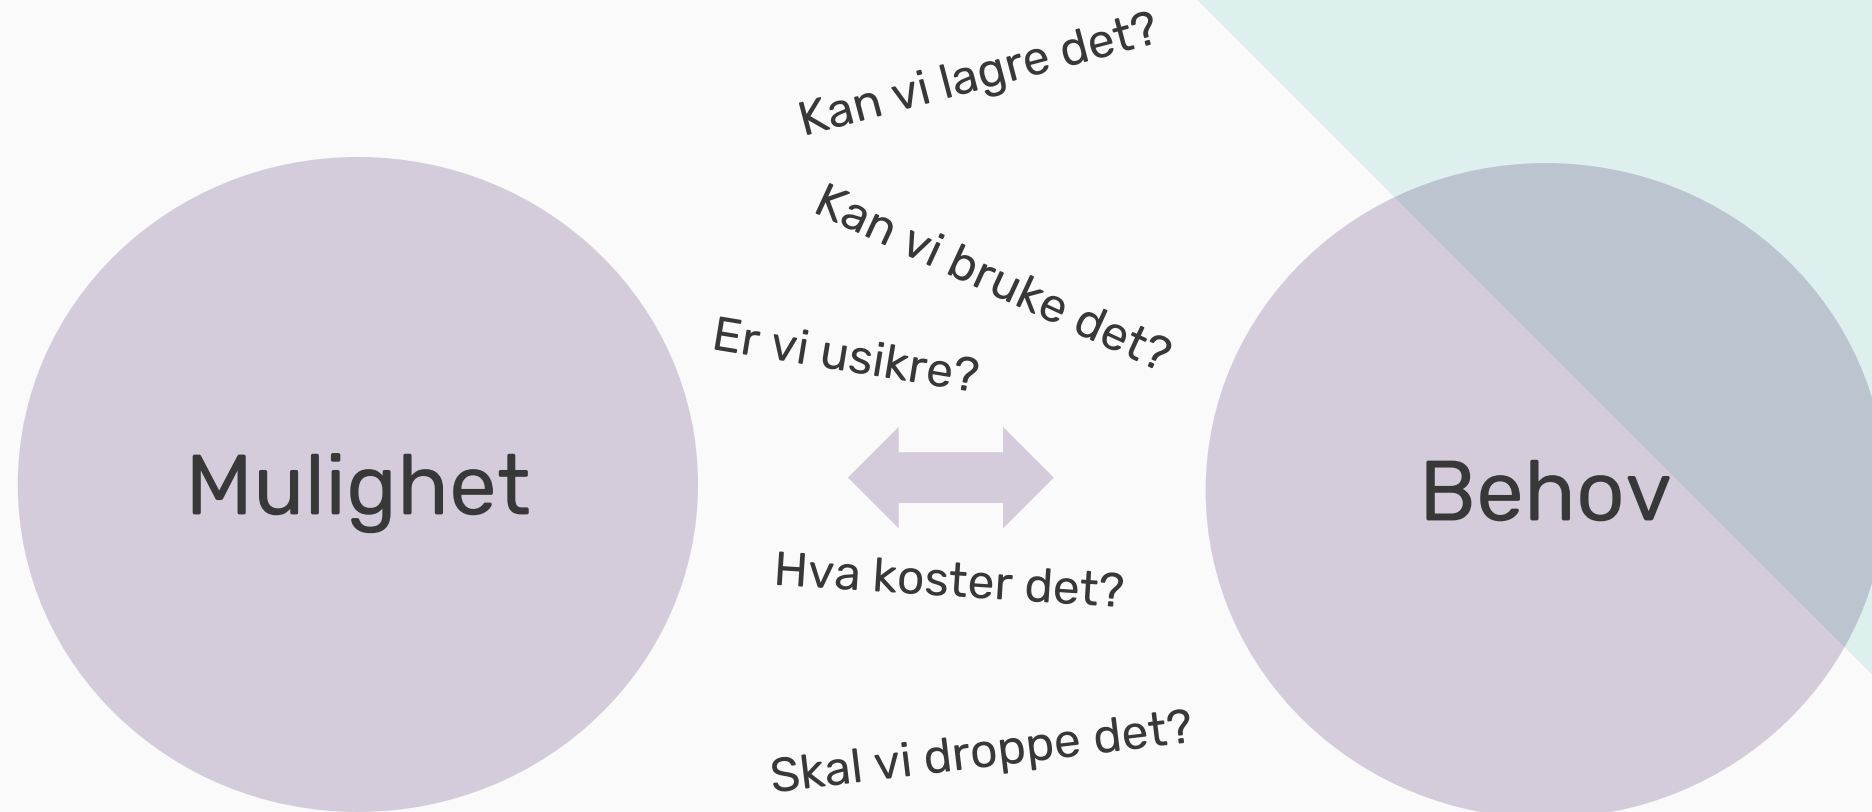 Kan vi lagre det?
Kan vi bruke det?
Er vi usikre?
Mulighet
Behov
Hva koster det?
Skal vi droppe det?